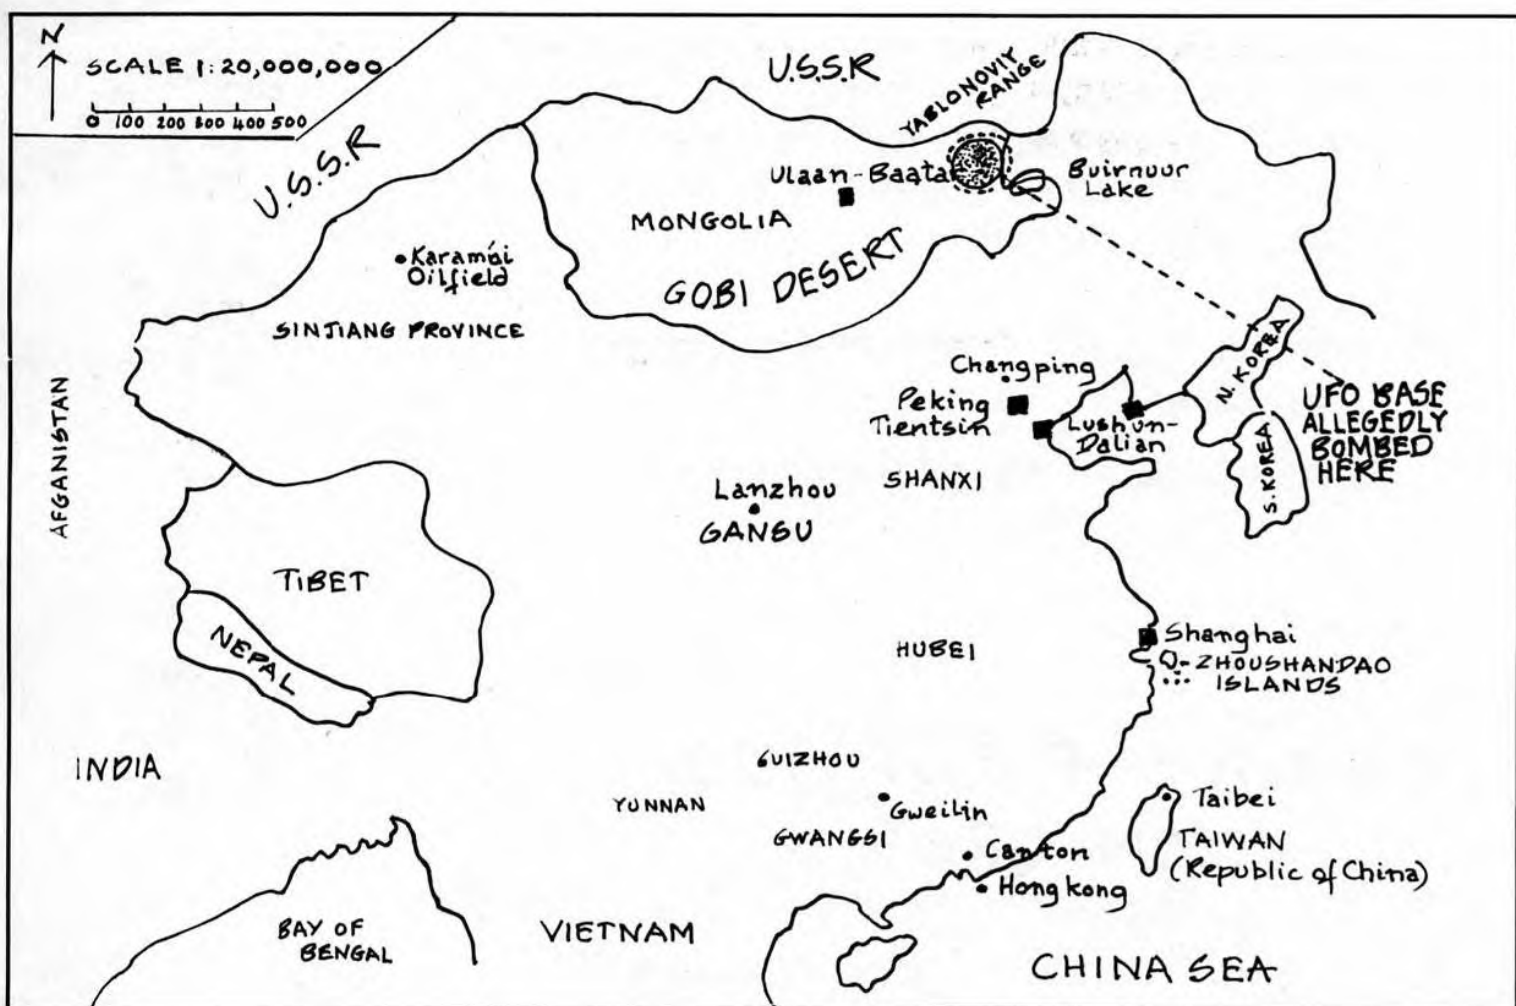 N
SCALE 1:20,000,000
0 100 200 300 400 500
U.S.S.R
U.S.S.R
YABLONOVIY
RANGE
Ulaan-Baata
Buirnuur
Lake
MONGOLIA
GOBI DESERT
Karamai
Oilfield
SINJIANG PROVINCE
AFGANISTAN
Changping
Peking
Tientsin
Lushun-
Dalian
N. KOREA
S. KOREA
UFO BASE
ALLEGEDLY
BOMBED
HERE
SHANXI
Lanzhou
GANSU
TIBET
NEPAL
HUBEI
Shanghai
ZHOUSHANDAO
ISLANDS
INDIA
GUIZHOU
YUNNAN
Gweilin
GWANGSI
Canton
Hong kong
Taibei
TAIWAN
(Republic of China)
BAY OF
BENGAL
VIETNAM
CHINA SEA